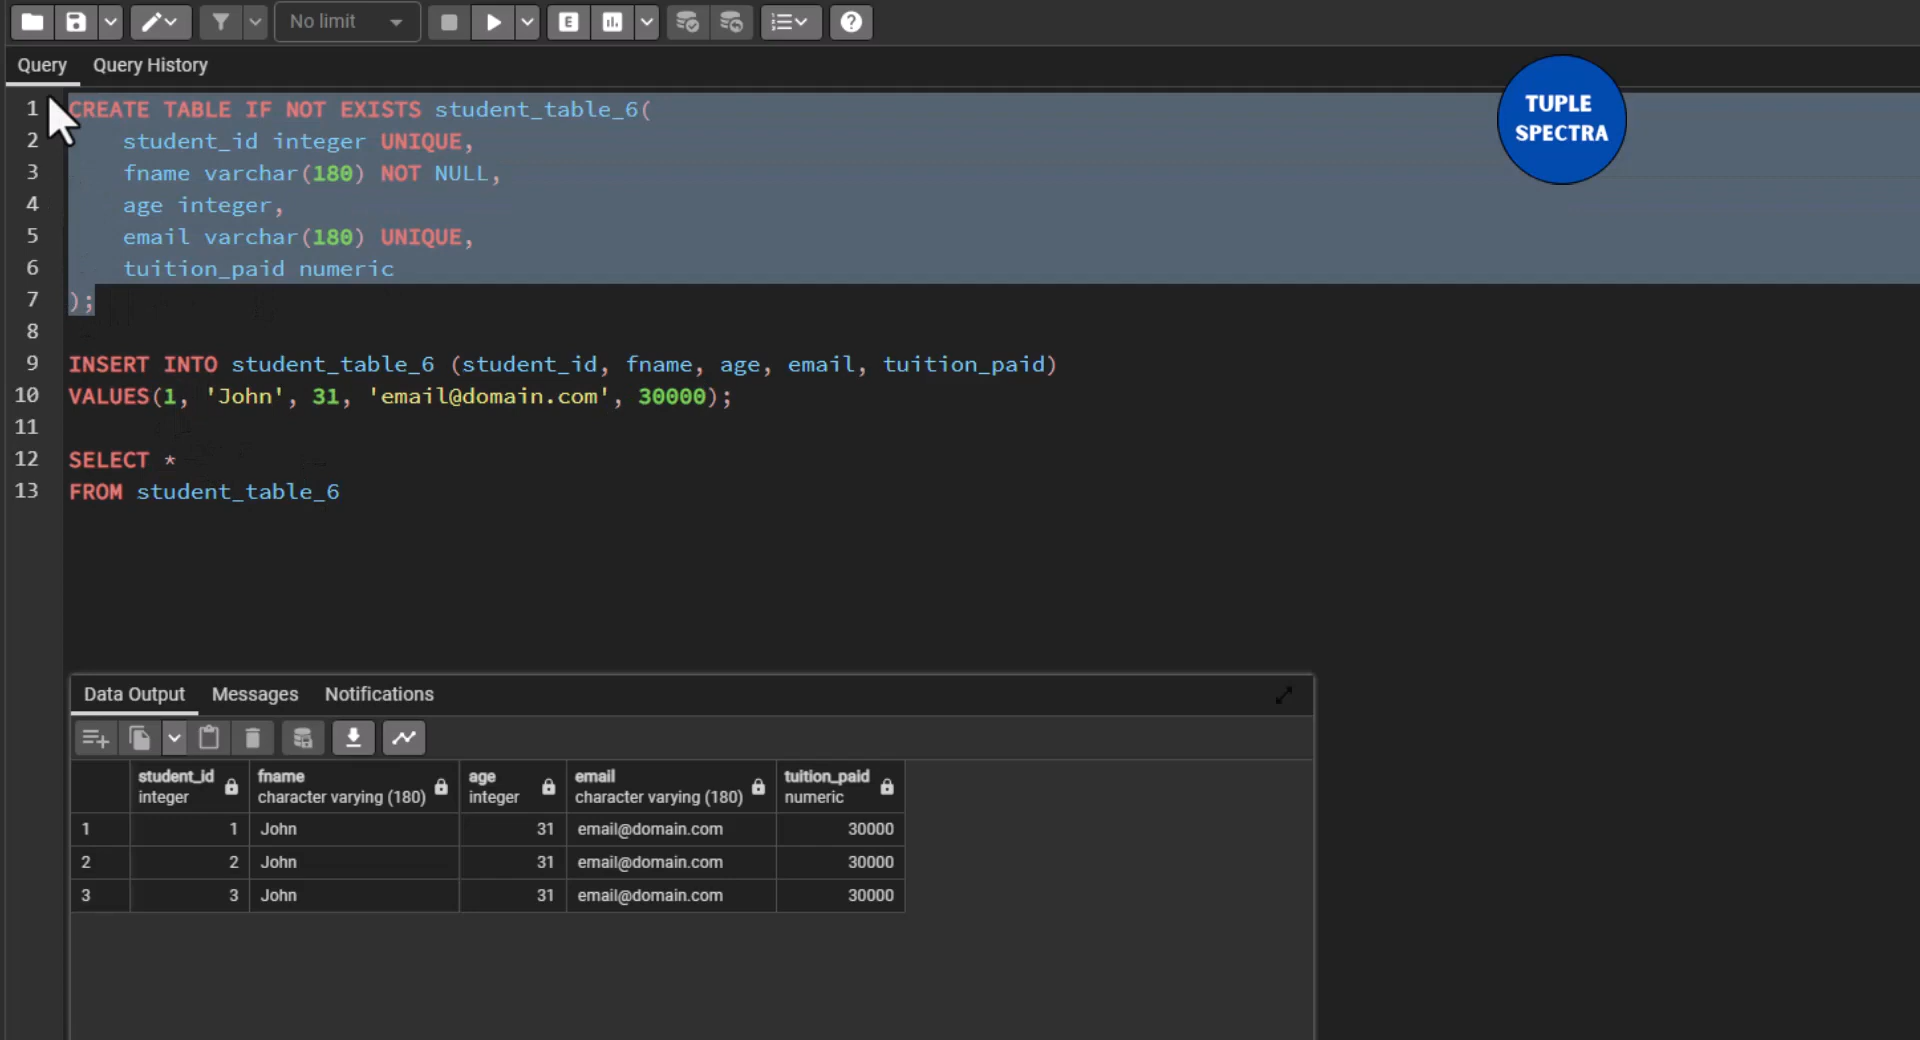 No limit
E
Query Query History
TUPLE
SPECTRA
1 CREATE TABLE IF NOT EXISTS student_table_6(
2 student_id integer UNIQUE,
3 fname varchar(180) NOT NULL,
4 age integer,
5 email varchar(180) UNIQUE,
6 tuition_paid numeric
7 );
8
9 INSERT INTO student_table_6 (student_id, fname, age, email, tuition_paid)
10 VALUES(1, 'John', 31, 'email@domain.com', 30000);
11
12 SELECT *
13 FROM student_table_6
Data Output Messages Notifications
student_id fname age email tuition_paid
integer character varying (180) integer character varying (180) numeric
1 1 John 31 email@domain.com 30000
2 2 John 31 email@domain.com 30000
3 3 John 31 email@domain.com 30000